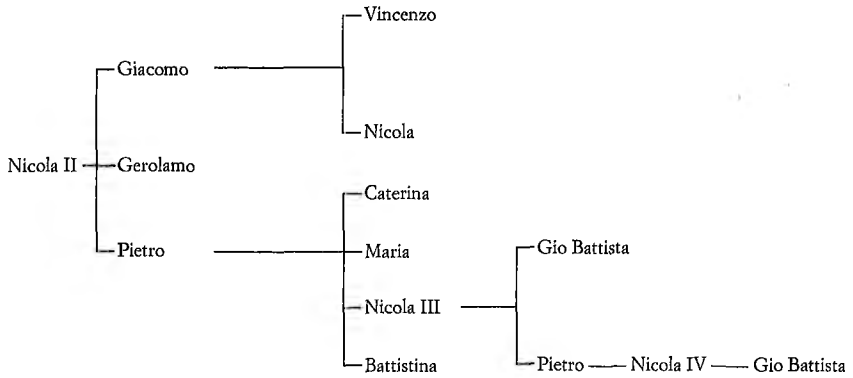 Vincenzo
Giacomo
Nicola
Nicola II Gerolamo
Caterina
Pietro Maria Gio Battista
Nicola III
Battistina Pietro Nicola IV Gio Battista